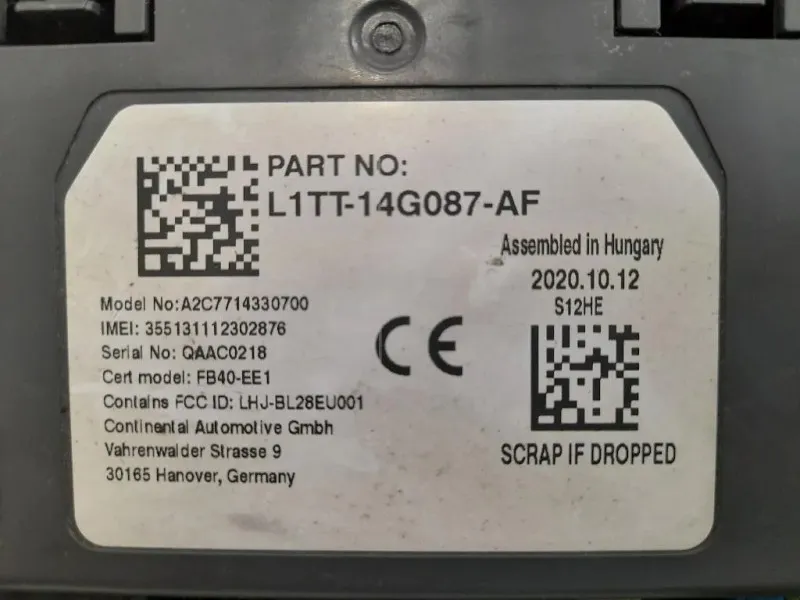 PART NO:
L1TT-14G087-AF
Assembled in Hungary
2020.10.12
S12HE
Model No:A2C7714330700
IMEI: 355131112302876
Serial No: QAAC0218
Cert model: FB40-EE1
Contains FCC ID: LHJ-BL28EU001
Continental Automotive Gmbh
Vahrenwalder Strasse 9
30165 Hanover, Germany
CE
SCRAP IF DROPPED